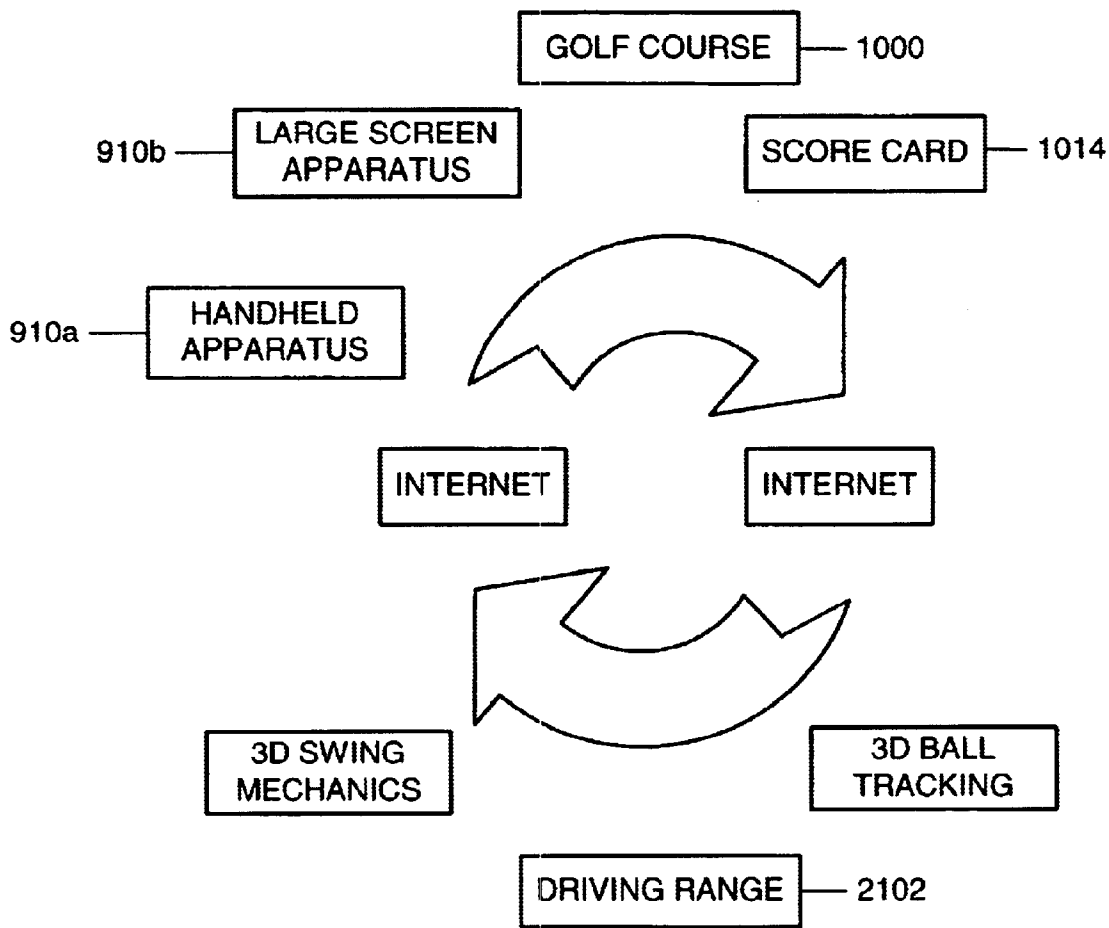 GOLF COURSE 1000
910b LARGE SCREEN
APPARATUS
SCORE CARD 1014
910a HANDHELD
APPARATUS
INTERNET
INTERNET
3D SWING
MECHANICS
3D BALL
TRACKING
DRIVING RANGE 2102